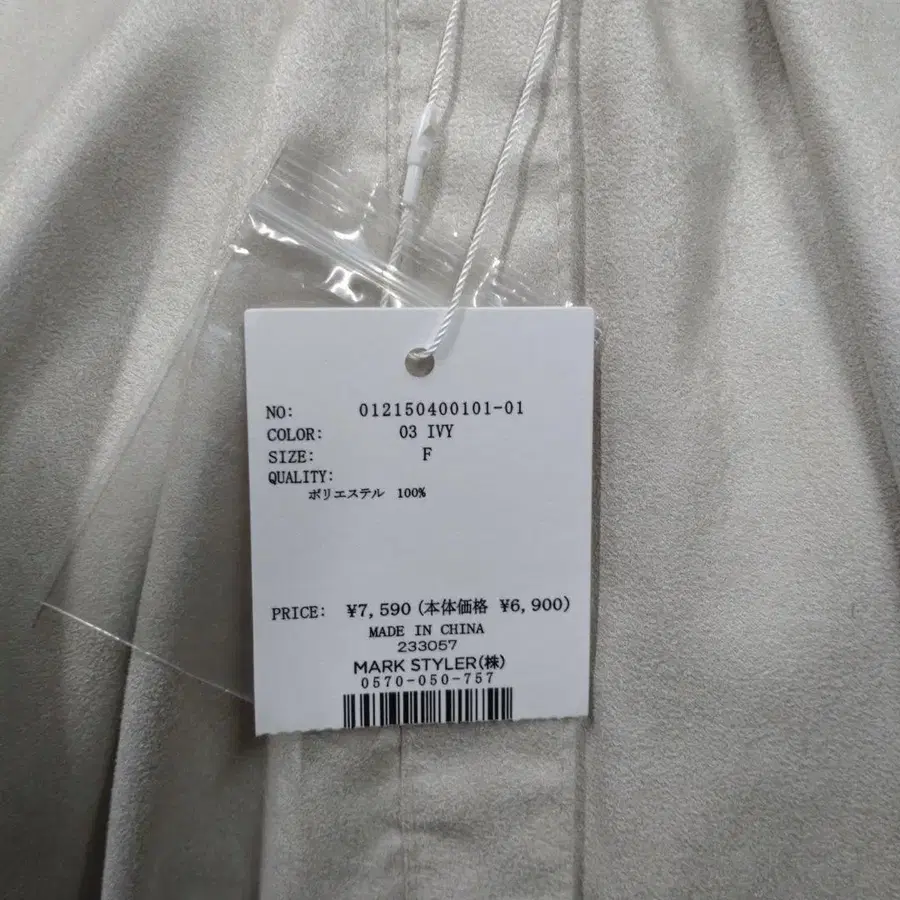 NO: 012150400101-01
COLOR: 03 IVY
SIZE: F
QUALITY:
ポリエステル 100%
PRICE: ¥7,590(本体価格 ¥6,900)
MADE IN CHINA
233057
MARK STYLER(株)
0570-050-757